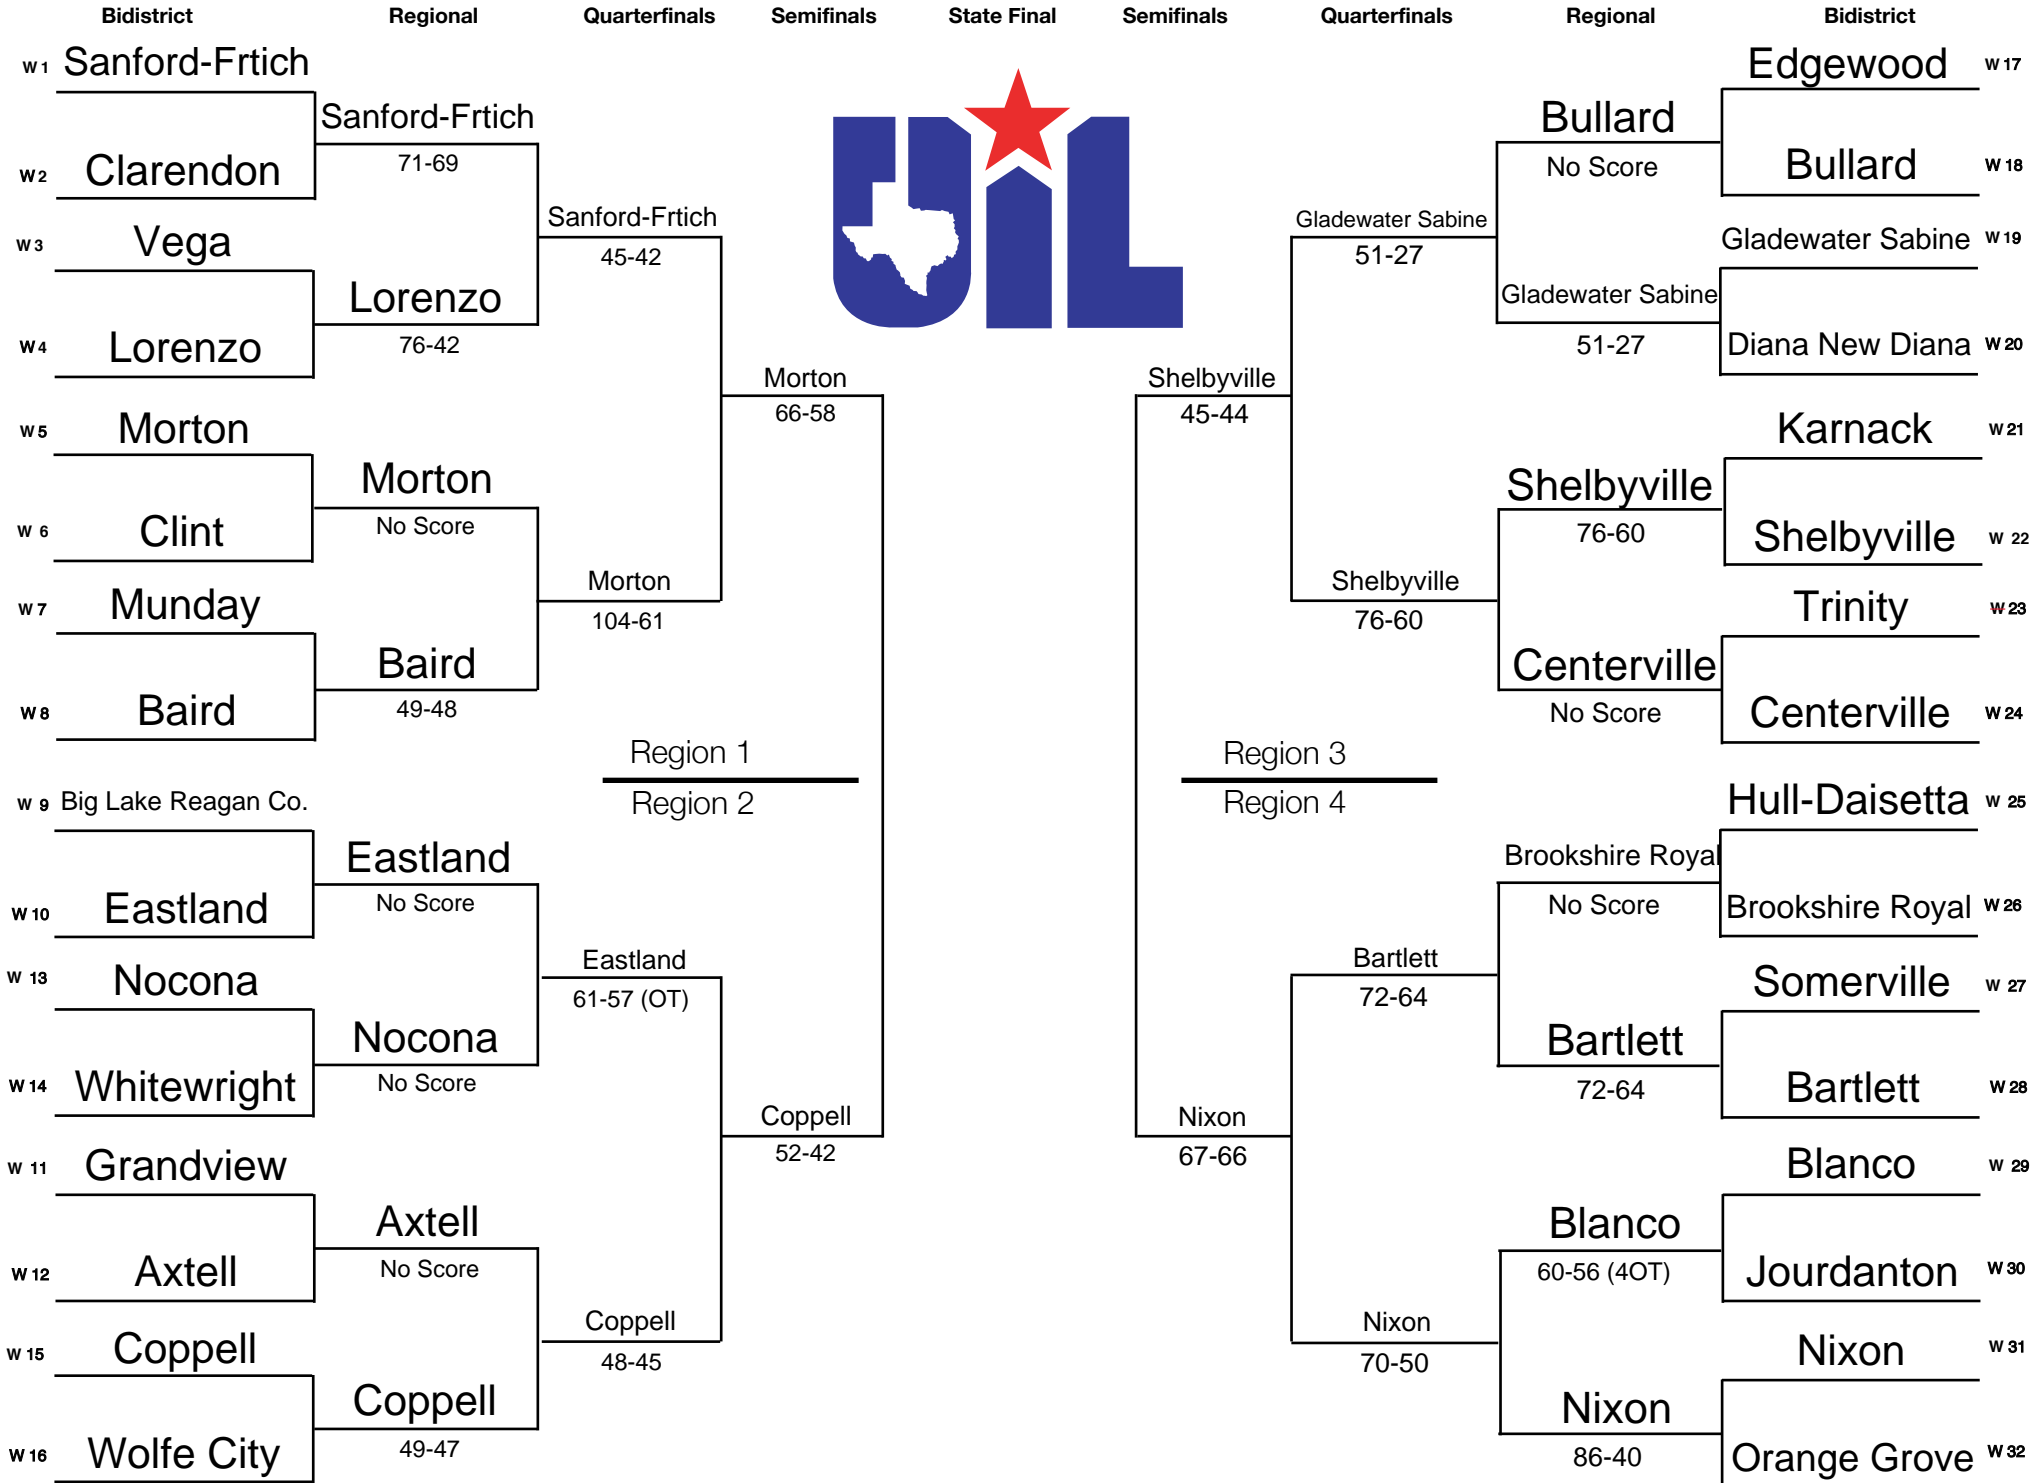 Bidistrict Regional Quarterfinals Semifinals State Final Semifinals Quarterfinals Regional Bidistrict
W 1 Sanford-Frtich
Sanford-Frtich
71-69
W 2 Clarendon
Sanford-Frtich
45-42
W 3 Vega
Lorenzo
76-42
W 4 Lorenzo
Morton
66-58
W 5 Morton
Morton
No Score
W 6 Clint
Morton
104-61
W 7 Munday
Baird
49-48
W 8 Baird
Region 1
Region 2
W 9 Big Lake Reagan Co.
Eastland
No Score
W 10 Eastland
Eastland
61-57 (OT)
W 13 Nocona
Nocona
No Score
W 14 Whitewright
Coppell
52-42
W 11 Grandview
Axtell
No Score
W 12 Axtell
Coppell
48-45
W 15 Coppell
Coppell
49-47
W 16 Wolfe City
UIL
Edgewood W 17
Bullard
No Score
Bullard W 18
Gladewater Sabine
51-27
Gladewater Sabine W 19
Gladewater Sabine
51-27
Diana New Diana W 20
Shelbyville
45-44
Karnack W 21
Shelbyville
76-60
Shelbyville W 22
Shelbyville
76-60
Trinity W 23
Centerville
No Score
Centerville W 24
Region 3
Region 4
Hull-Daisetta W 25
Brookshire Royal
No Score
Brookshire Royal W 26
Bartlett
72-64
Somerville W 27
Bartlett
72-64
Bartlett W 28
Nixon
67-66
Blanco W 29
Blanco
60-56 (4OT)
Jourdanton W 30
Nixon
70-50
Nixon W 31
Nixon
86-40
Orange Grove W 32